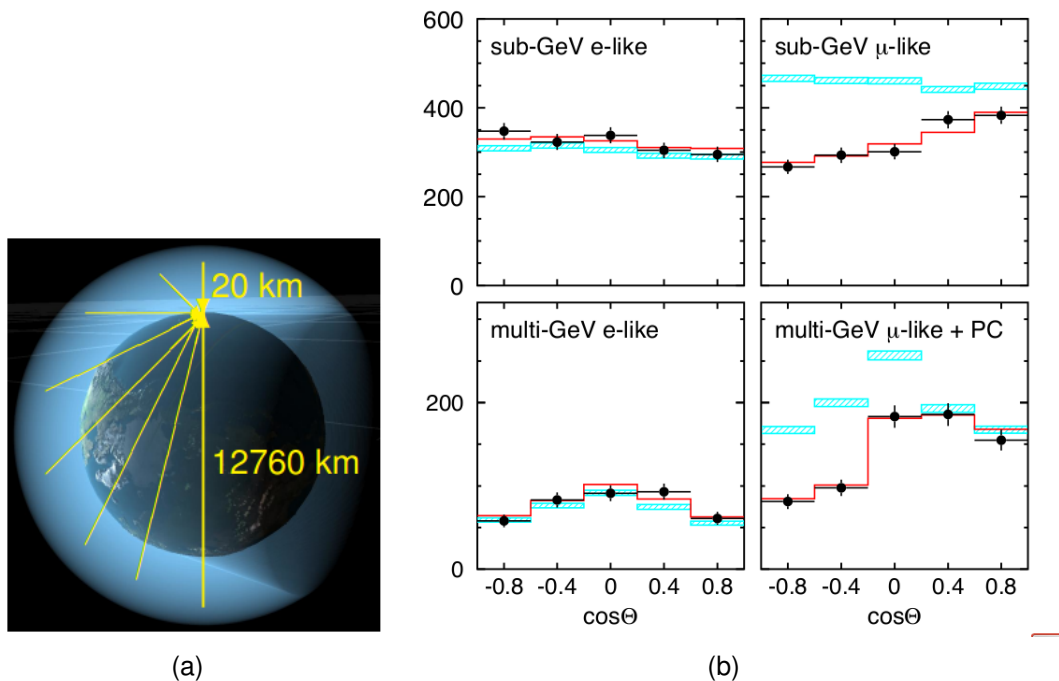 20 km
12760 km
(a)
600
400
200
0
sub-GeV e-like
sub-GeV μ-like
200
0
multi-GeV e-like
multi-GeV μ-like + PC
-0.8 -0.4 0 0.4 0.8
-0.8 -0.4 0 0.4 0.8
cosΘ
cosΘ
(b)